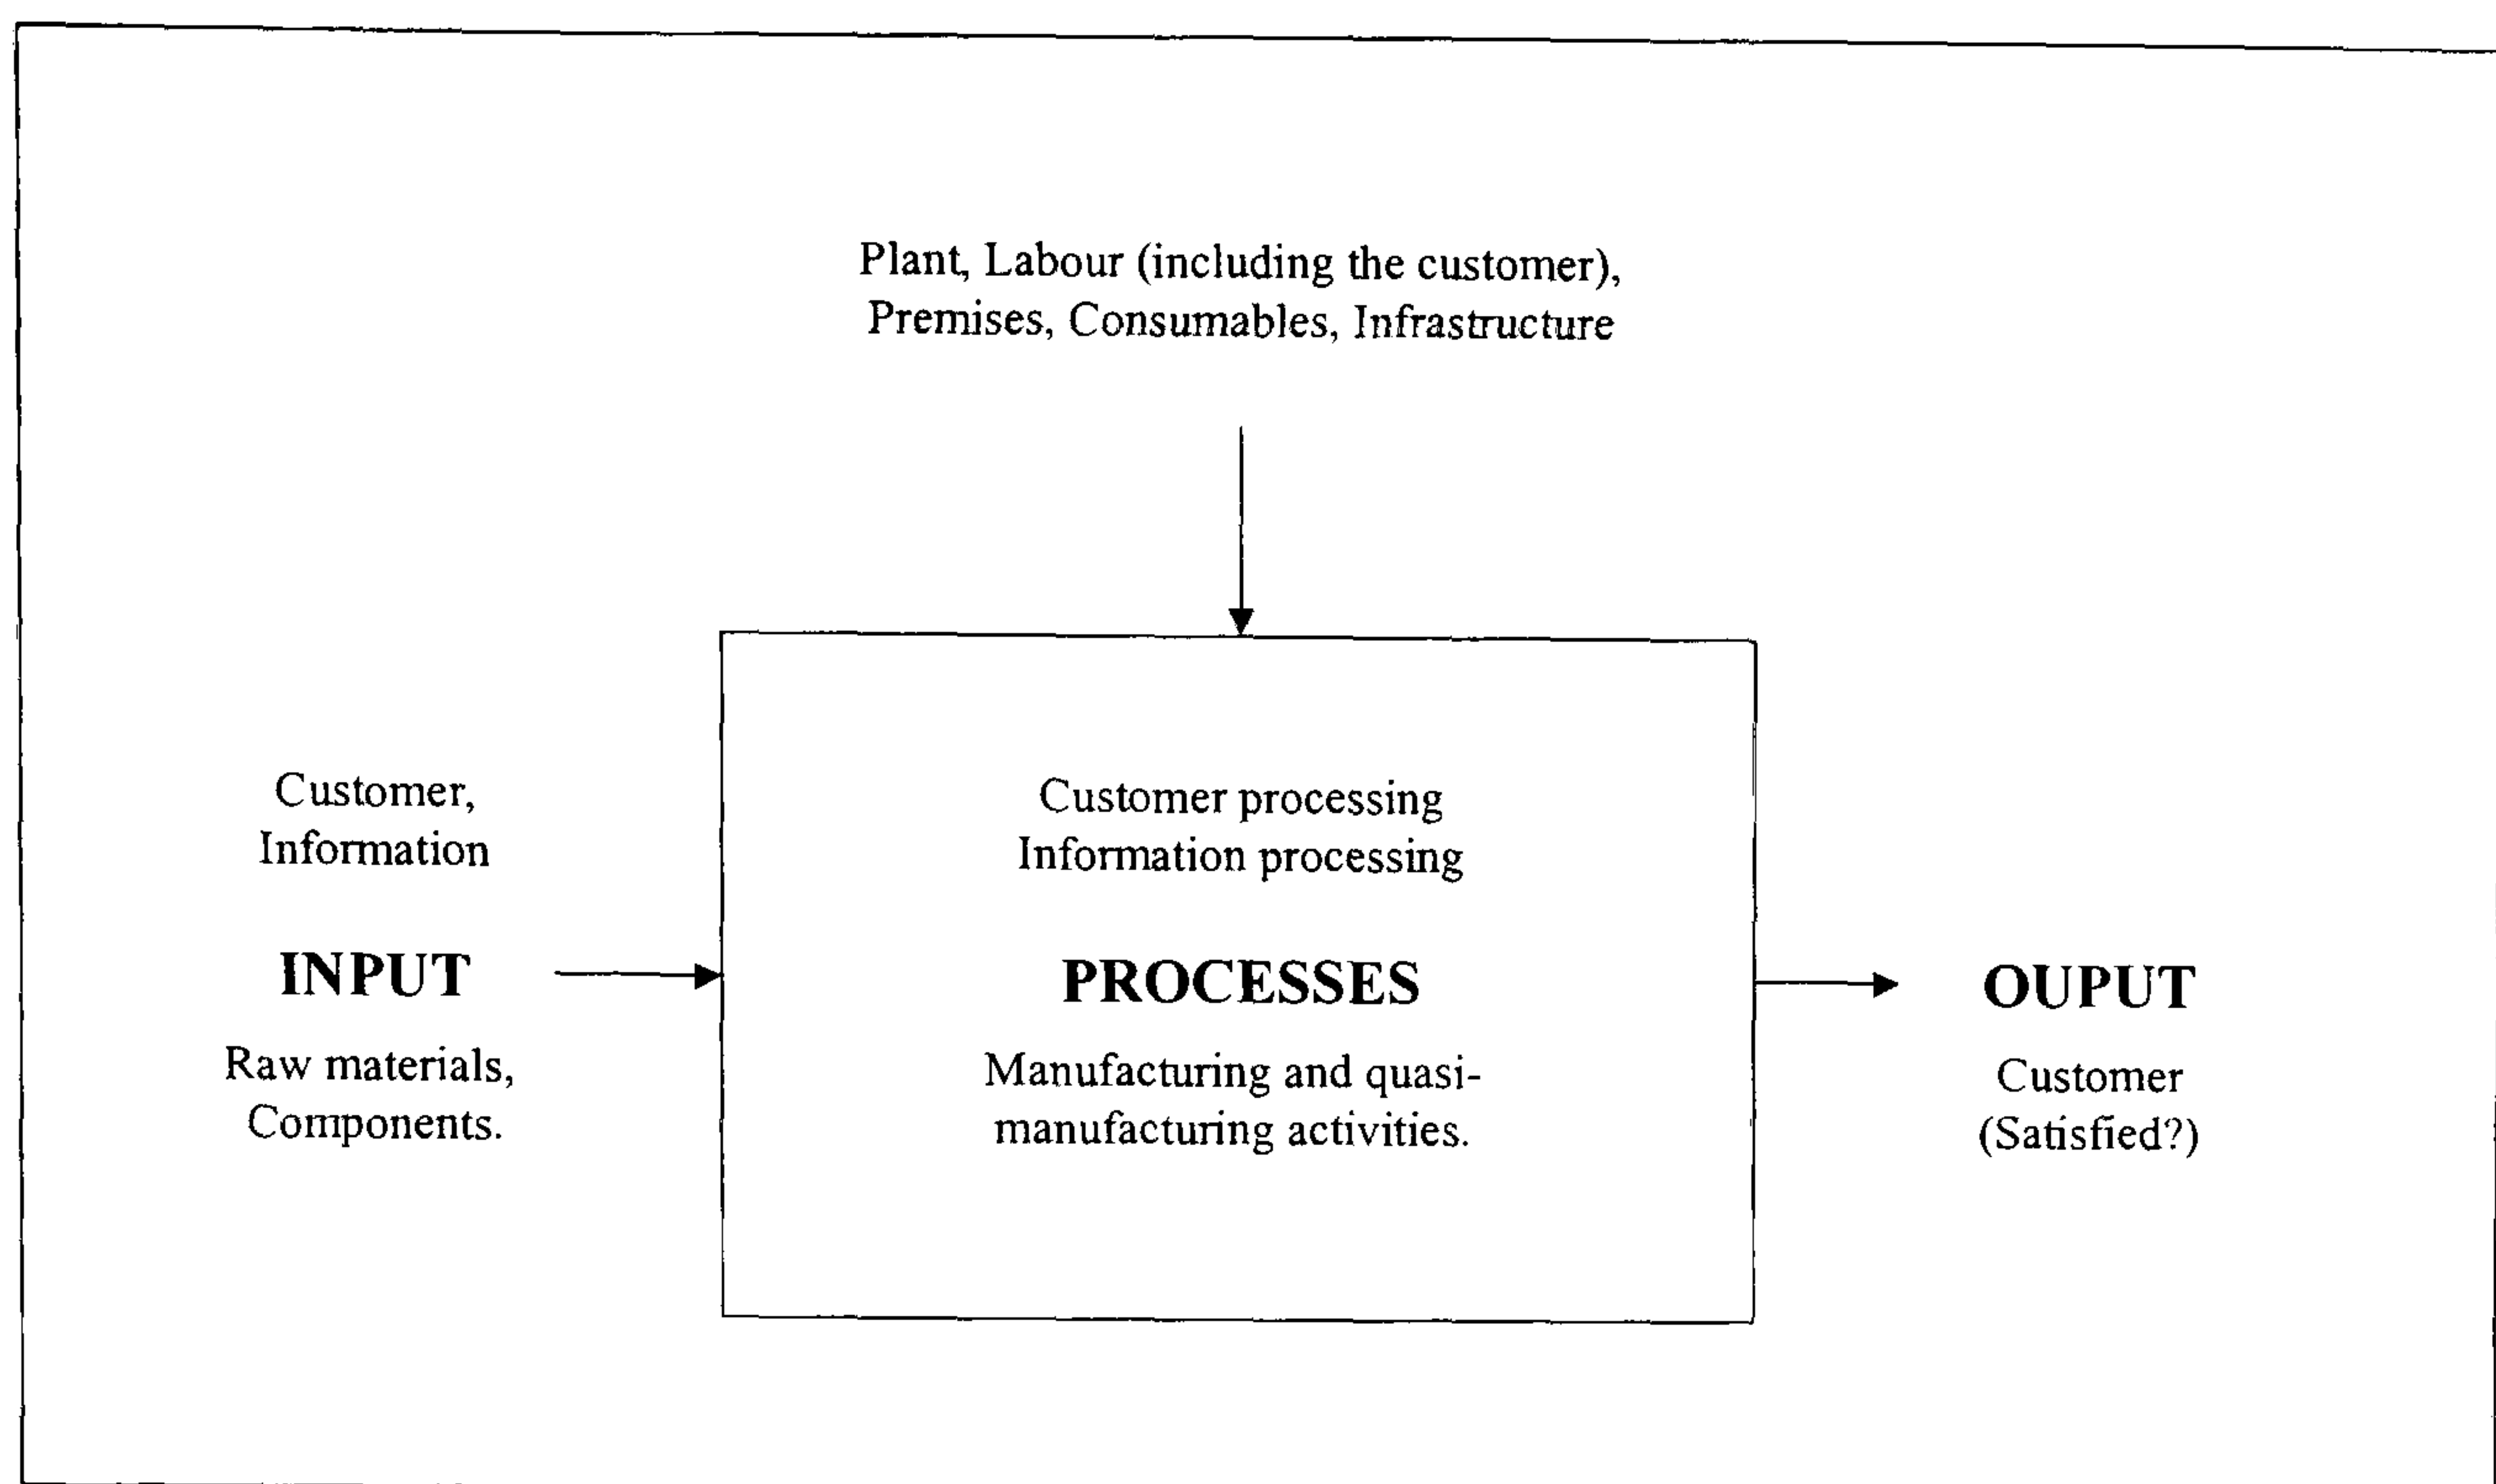 Plant, Labour (including the customer),
Premises, Consumables, Infrastructure
Customer,
Information
INPUT
Raw materials,
Components.
Customer processing
Information processing
PROCESSES
Manufacturing and quasi-
manufacturing activities.
OUPUT
Customer
(Satisfied?)